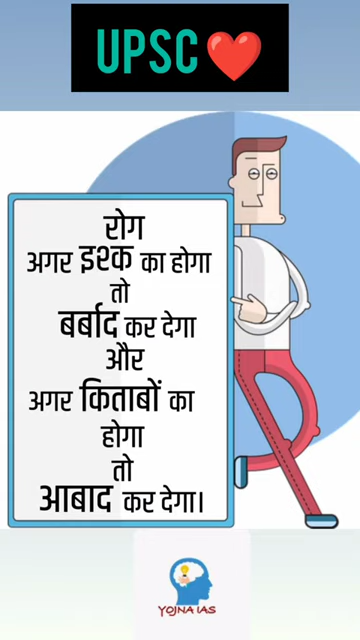 UPSC❤️
रोग
अगर इश्क का होगा
तो
बर्बाद कर देगा
और
अगर किताबों का
होगा
तो
आबाद कर देगा।
YOJNA IAS